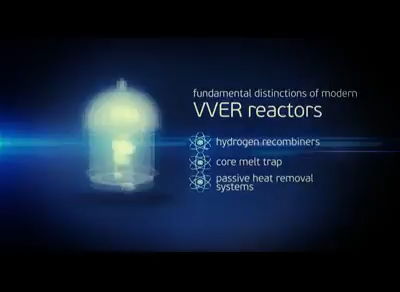 fundamental distinctions of modern
VVER reactors
hydrogen recombiners
core melt trap
passive heat removal
systems